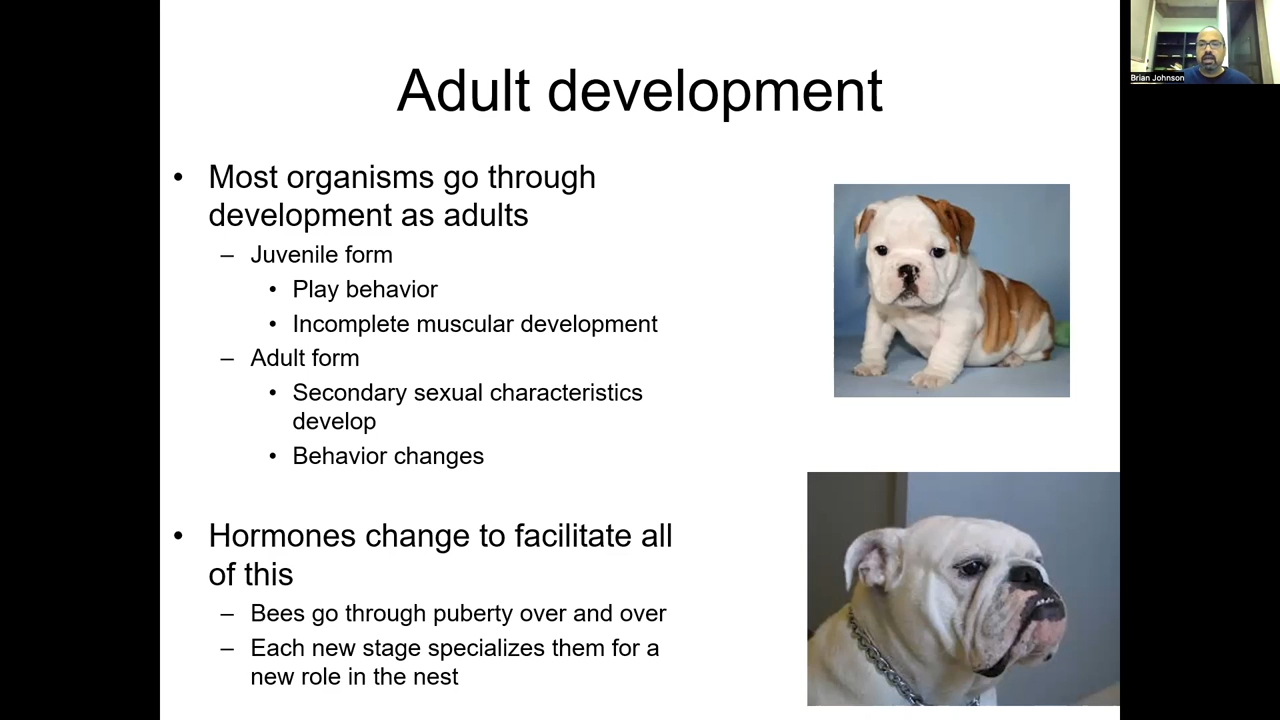 Adult development
Brian Johnson
• Most organisms go through
development as adults
– Juvenile form
• Play behavior
• Incomplete muscular development
– Adult form
• Secondary sexual characteristics
develop
• Behavior changes
• Hormones change to facilitate all
of this
– Bees go through puberty over and over
– Each new stage specializes them for a
new role in the nest